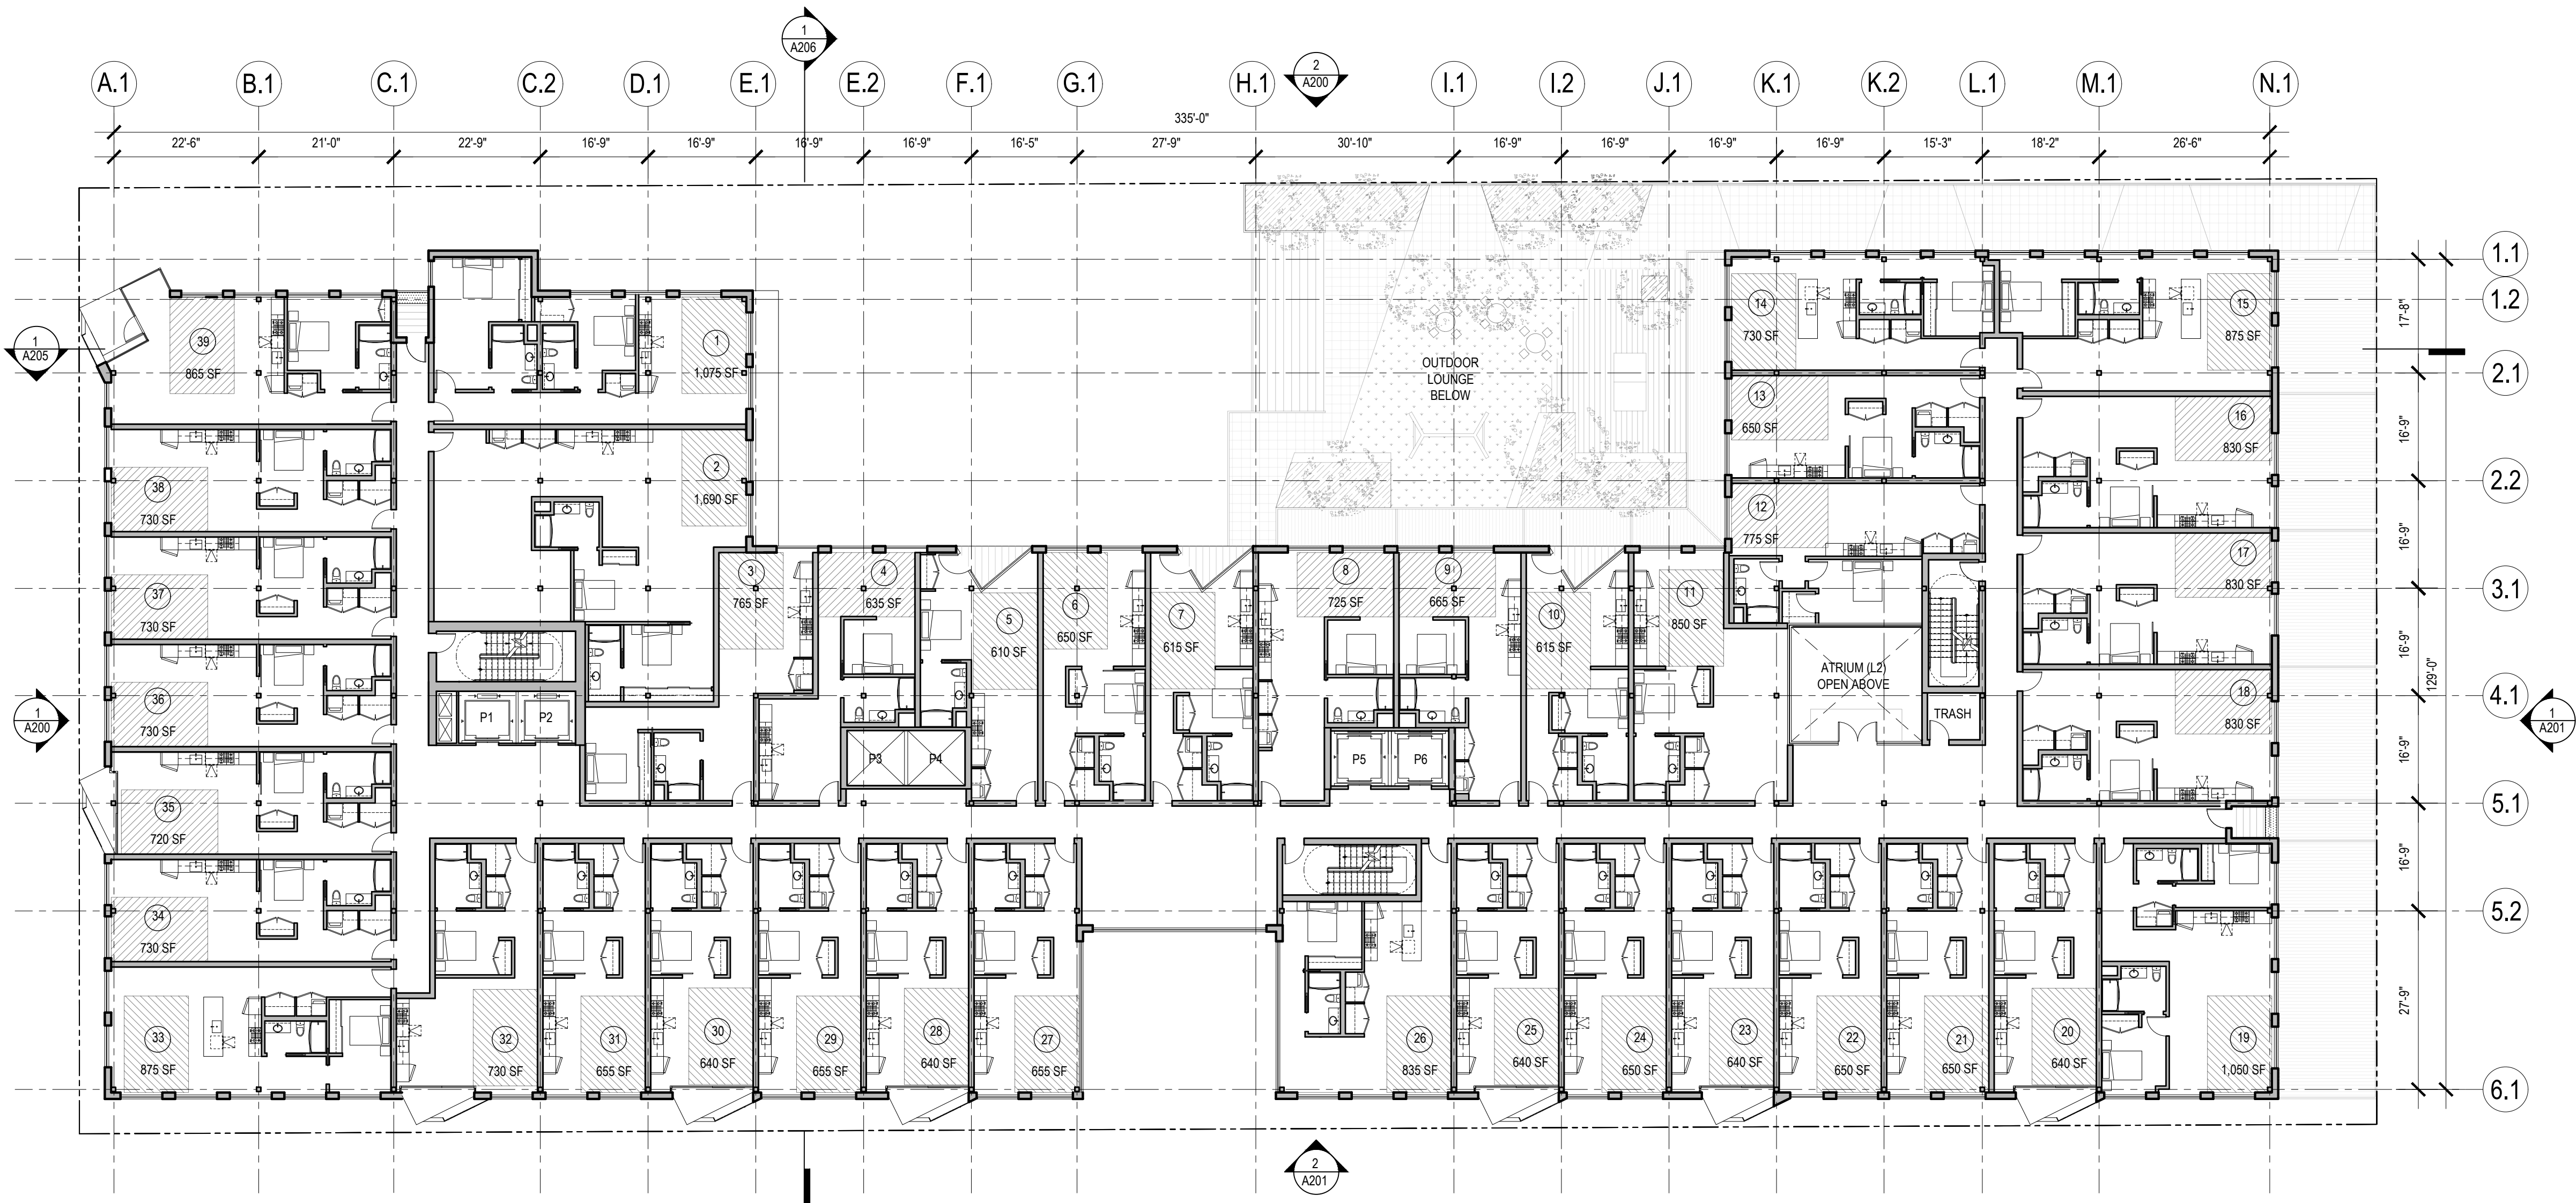 1
A206
2
A200
A.1 B.1 C.1 C.2 D.1 E.1 E.2 F.1 G.1 H.1 I.1 I.2 J.1 K.1 K.2 L.1 M.1 N.1
335'-0"
22'-6" 21'-0" 22'-9" 16'-9" 16'-9" 16'-9" 16'-9" 16'-5" 27'-9" 30'-10" 16'-9" 16'-9" 16'-9" 16'-9" 15'-3" 18'-2" 26'-6"
1.1
1.2
2.1
2.2
3.1
4.1
5.1
5.2
6.1
17'-8"
16'-9"
16'-9"
16'-9"
16'-9"
16'-9"
27'-9"
129'-0"
1
A205
1
A200
1
A201
2
A201
39
865 SF
1
1,075 SF
OUTDOOR
LOUNGE
BELOW
14
730 SF
15
875 SF
13
650 SF
16
830 SF
38
730 SF
2
1,690 SF
12
775 SF
17
830 SF
37
730 SF
3
765 SF
4
635 SF
5
610 SF
6
650 SF
7
615 SF
8
725 SF
9
665 SF
10
615 SF
11
850 SF
ATRIUM (L2)
OPEN ABOVE
TRASH
18
830 SF
36
730 SF
P1
P2
P3
P4
P5
P6
35
720 SF
34
730 SF
33
875 SF
32
730 SF
31
655 SF
30
640 SF
29
655 SF
28
640 SF
27
655 SF
26
835 SF
25
640 SF
24
650 SF
23
640 SF
22
650 SF
21
650 SF
20
640 SF
19
1,050 SF